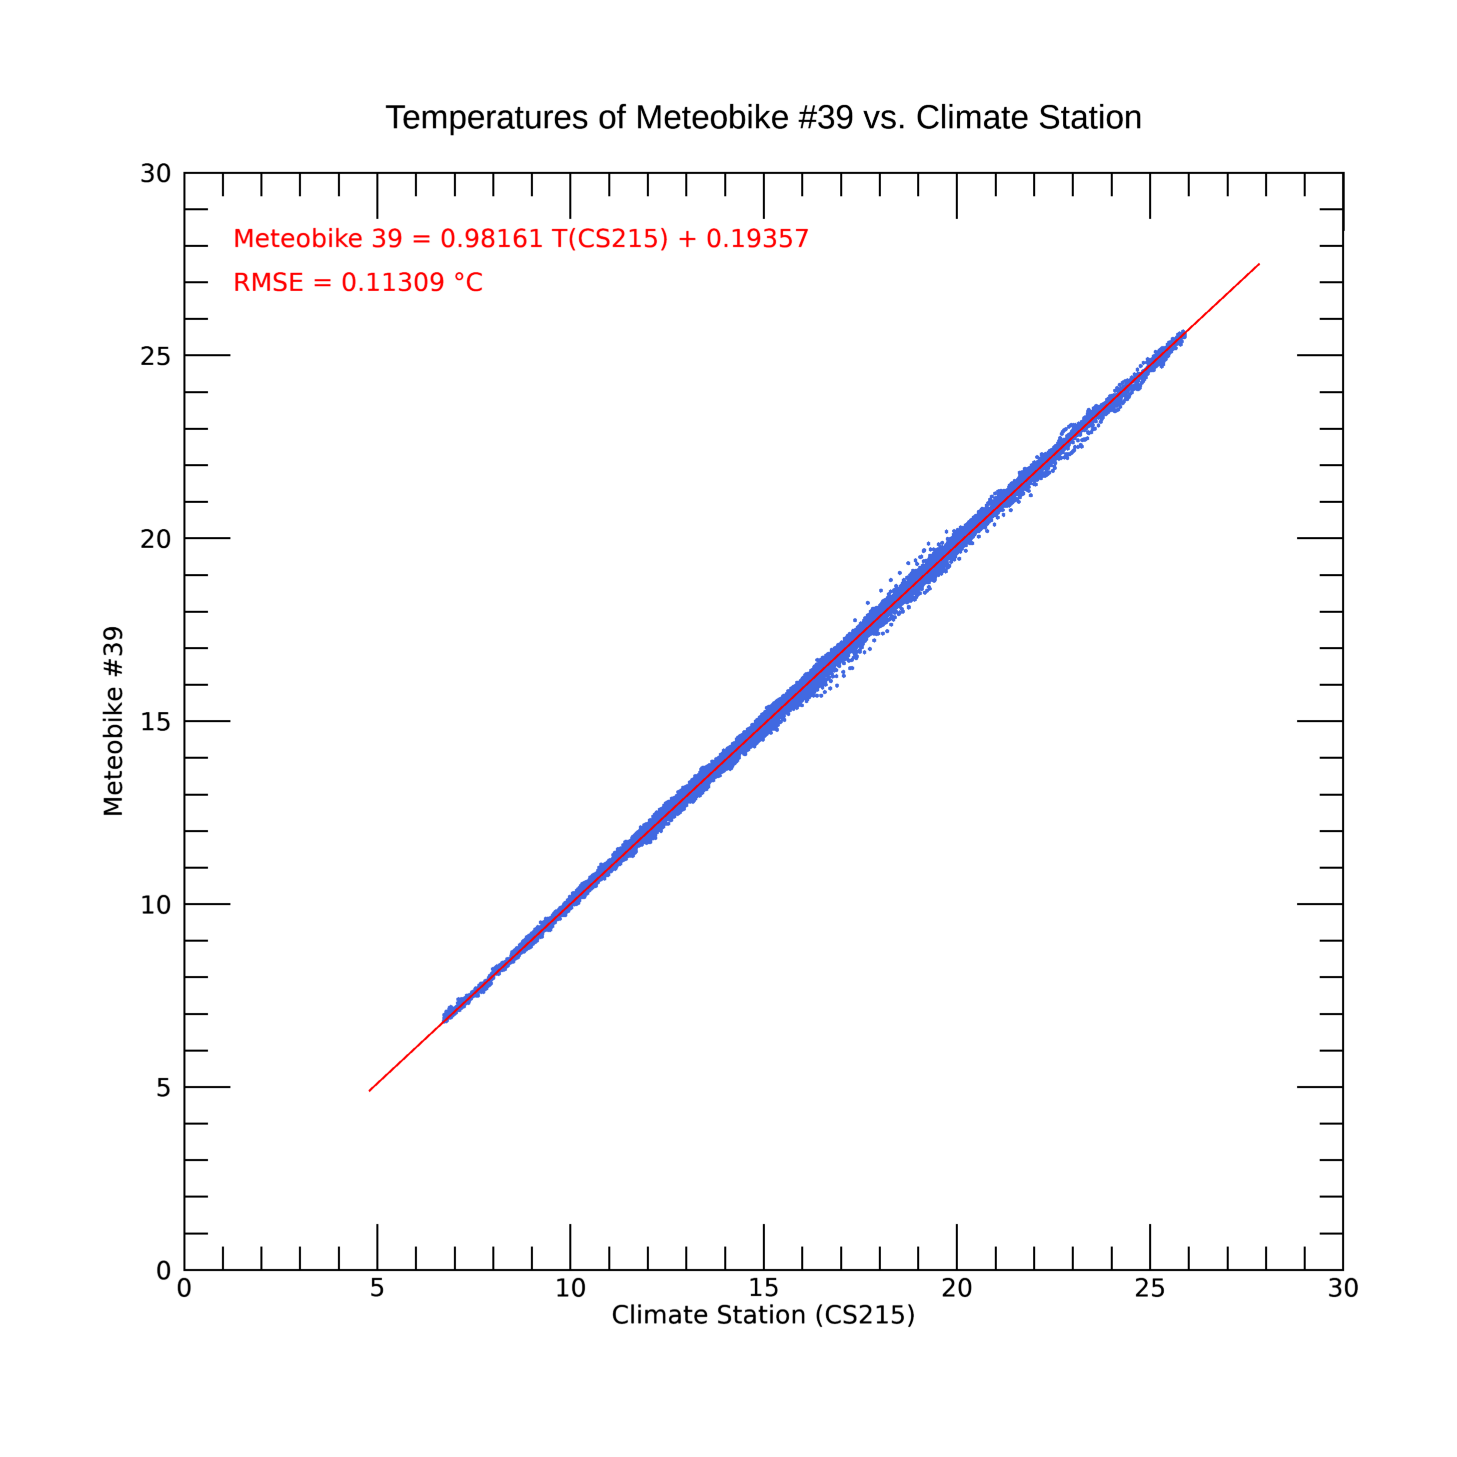 Temperatures of Meteobike #39 vs. Climate Station
30
Meteobike 39 = 0.98161 T(CS215) + 0.19357
RMSE = 0.11309 °C
25
20
Meteobike #39
15
10
5
0
0 5 10 15 20 25 30
Climate Station (CS215)